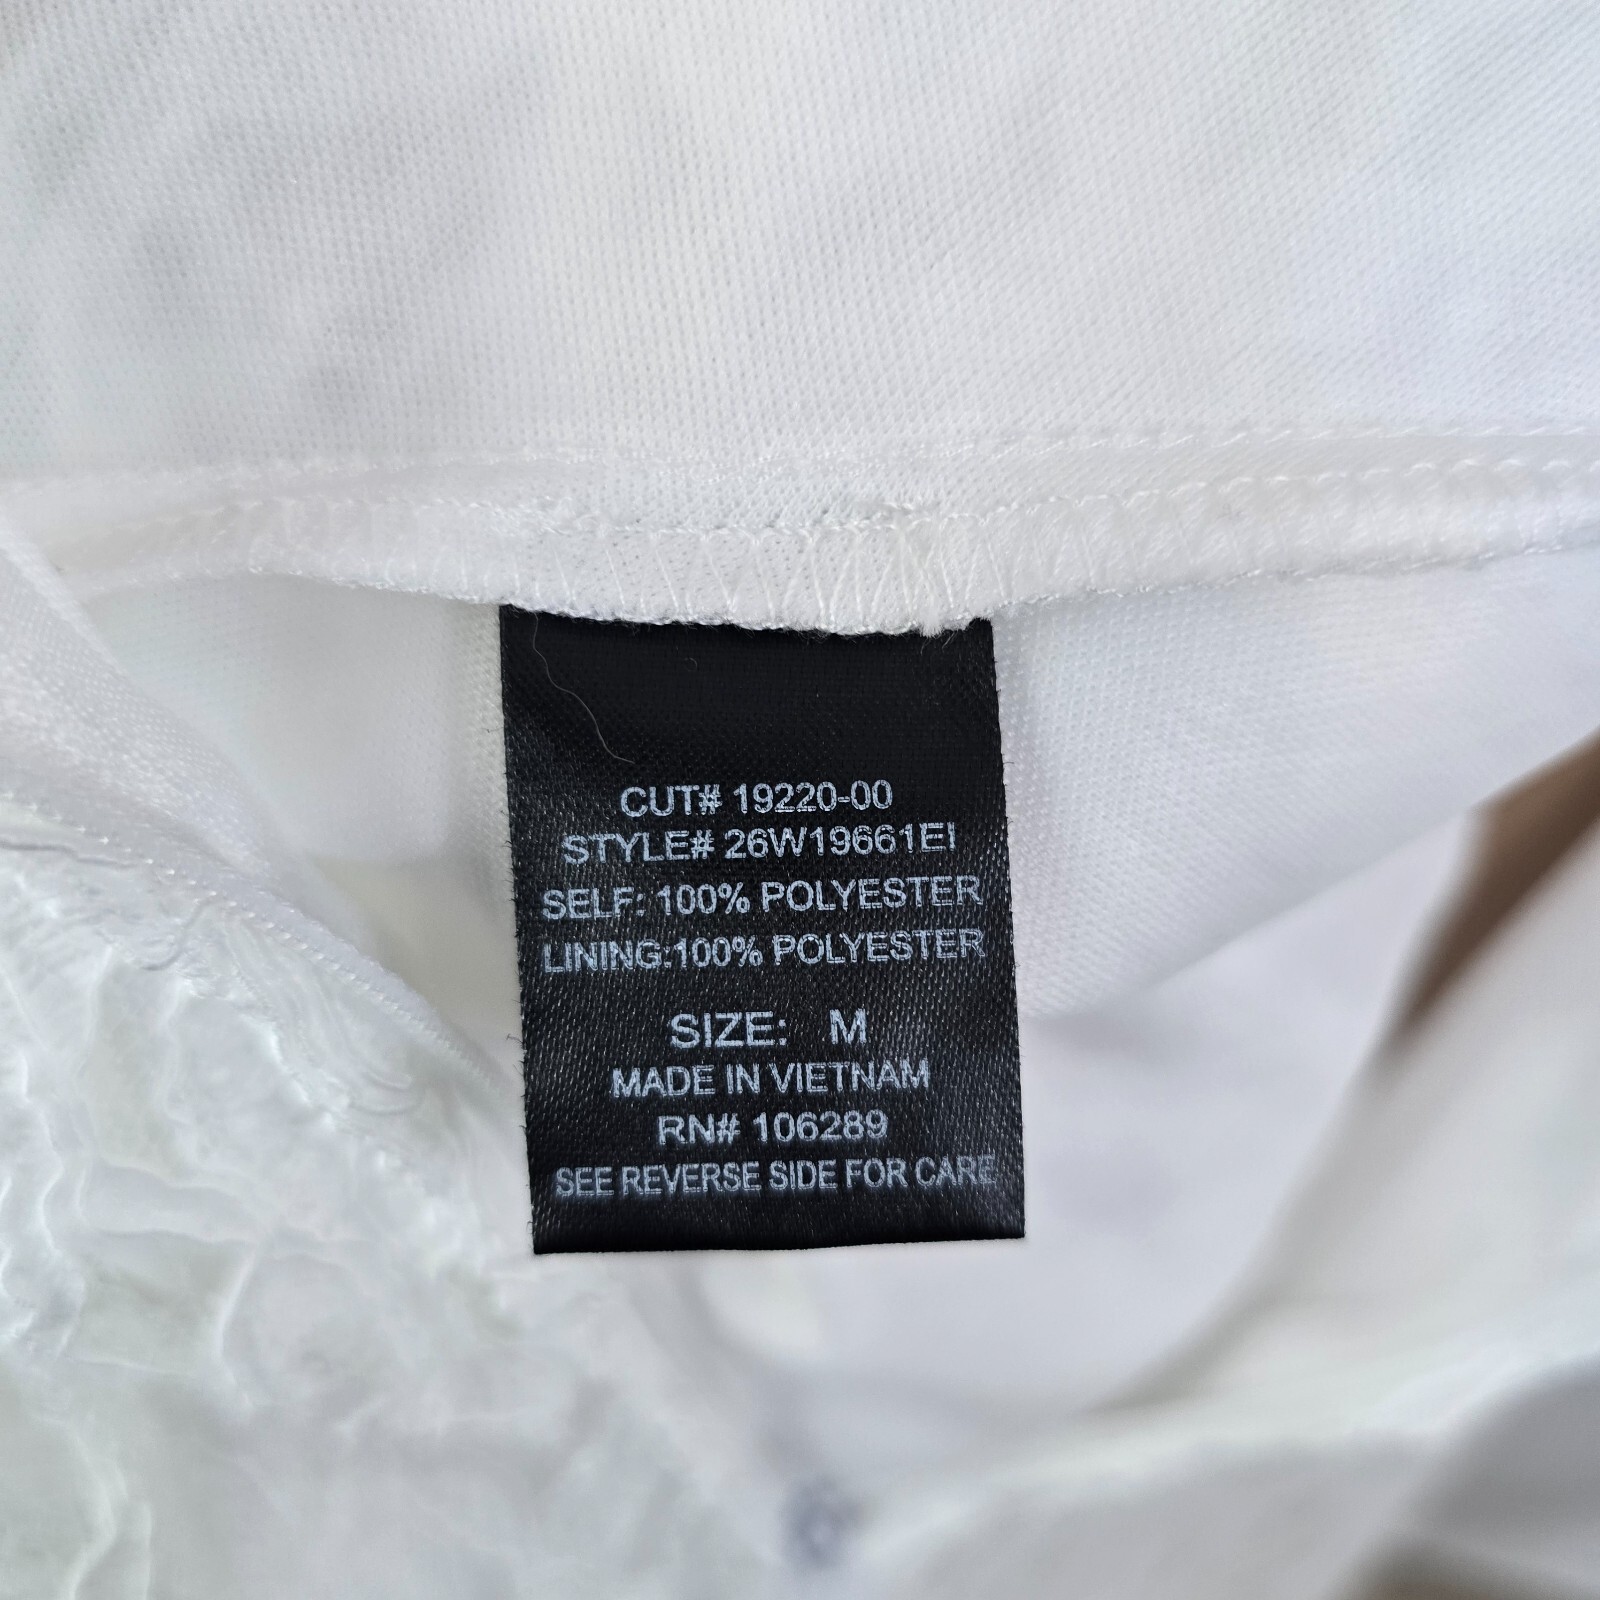 CUT# 19220-00
STYLE# 26W19661EI
SELF: 100% POLYESTER
LINING:100% POLYESTER
SIZE: M
MADE IN VIETNAM
RN# 106289
SEE REVERSE SIDE FOR CARE